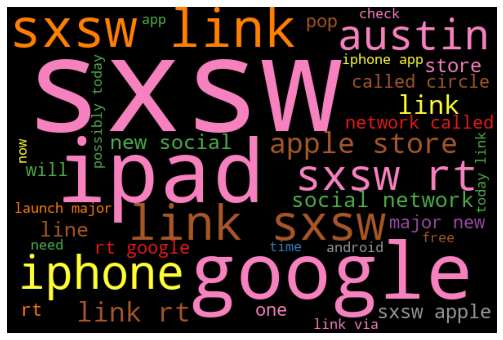 sxsw link
app
pop
check
austin
sxsw
iphone app
store
possibly today
called circle
link
network called
now
new social
apple store
will
ipad
sxsw rt
today link
social network
launch major
link sxsw
major new
line
need
rt google
time
android
free
iphone
google
rt
link rt
one
sxsw apple
link via